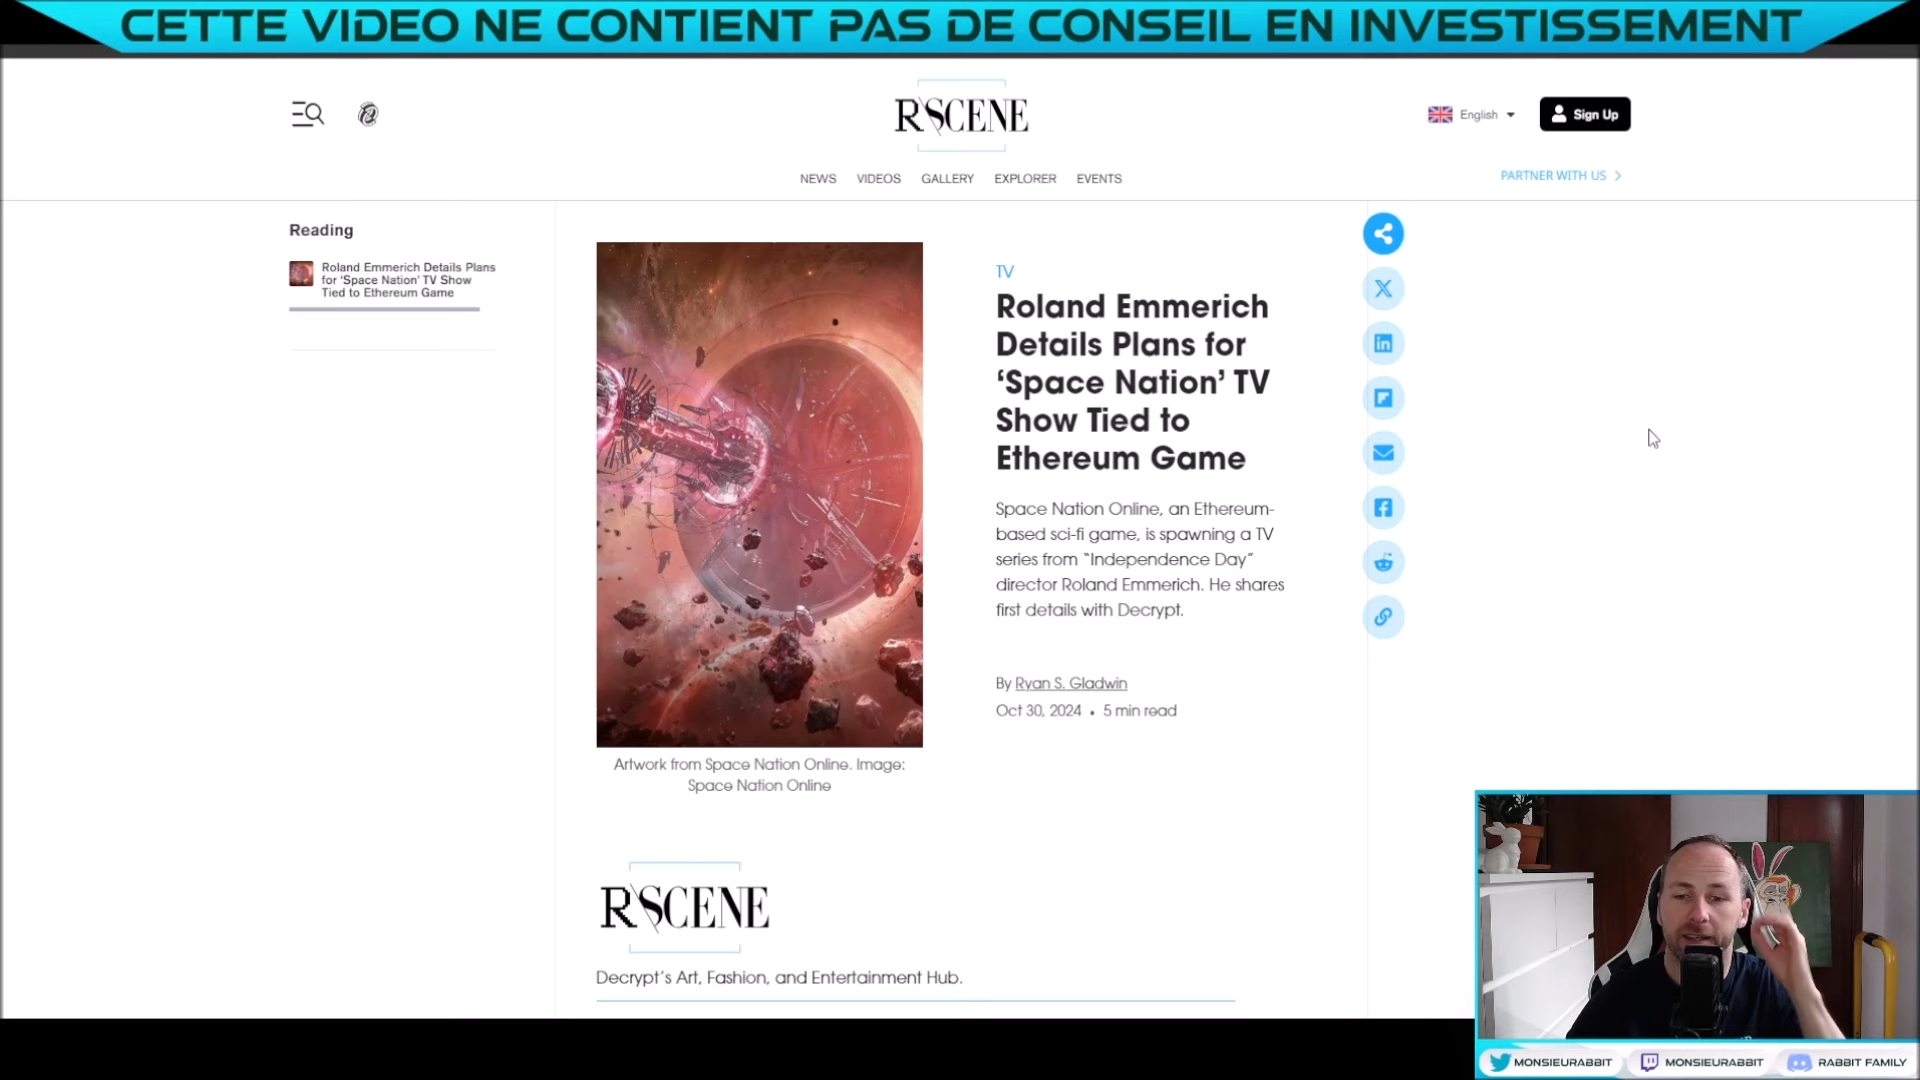 CETTE VIDEO NE CONTIENT PAS DE CONSEIL EN INVESTISSEMENT
R\SCENE
English
Sign Up
NEWS VIDEOS GALLERY EXPLORER EVENTS
PARTNER WITH US
Reading
Roland Emmerich Details Plans
for ‘Space Nation’ TV Show
Tied to Ethereum Game
TV
Roland Emmerich
Details Plans for
‘Space Nation’ TV
Show Tied to
Ethereum Game
Space Nation Online, an Ethereum-
based sci-fi game, is spawning a TV
series from “Independence Day”
director Roland Emmerich. He shares
first details with Decrypt.
By Ryan S. Gladwin
Oct 30, 2024 • 5 min read
Artwork from Space Nation Online. Image:
Space Nation Online
R\SCENE
Decrypt’s Art, Fashion, and Entertainment Hub.
MONSIEURABBIT MONSIEURABBIT RABBIT FAMILY